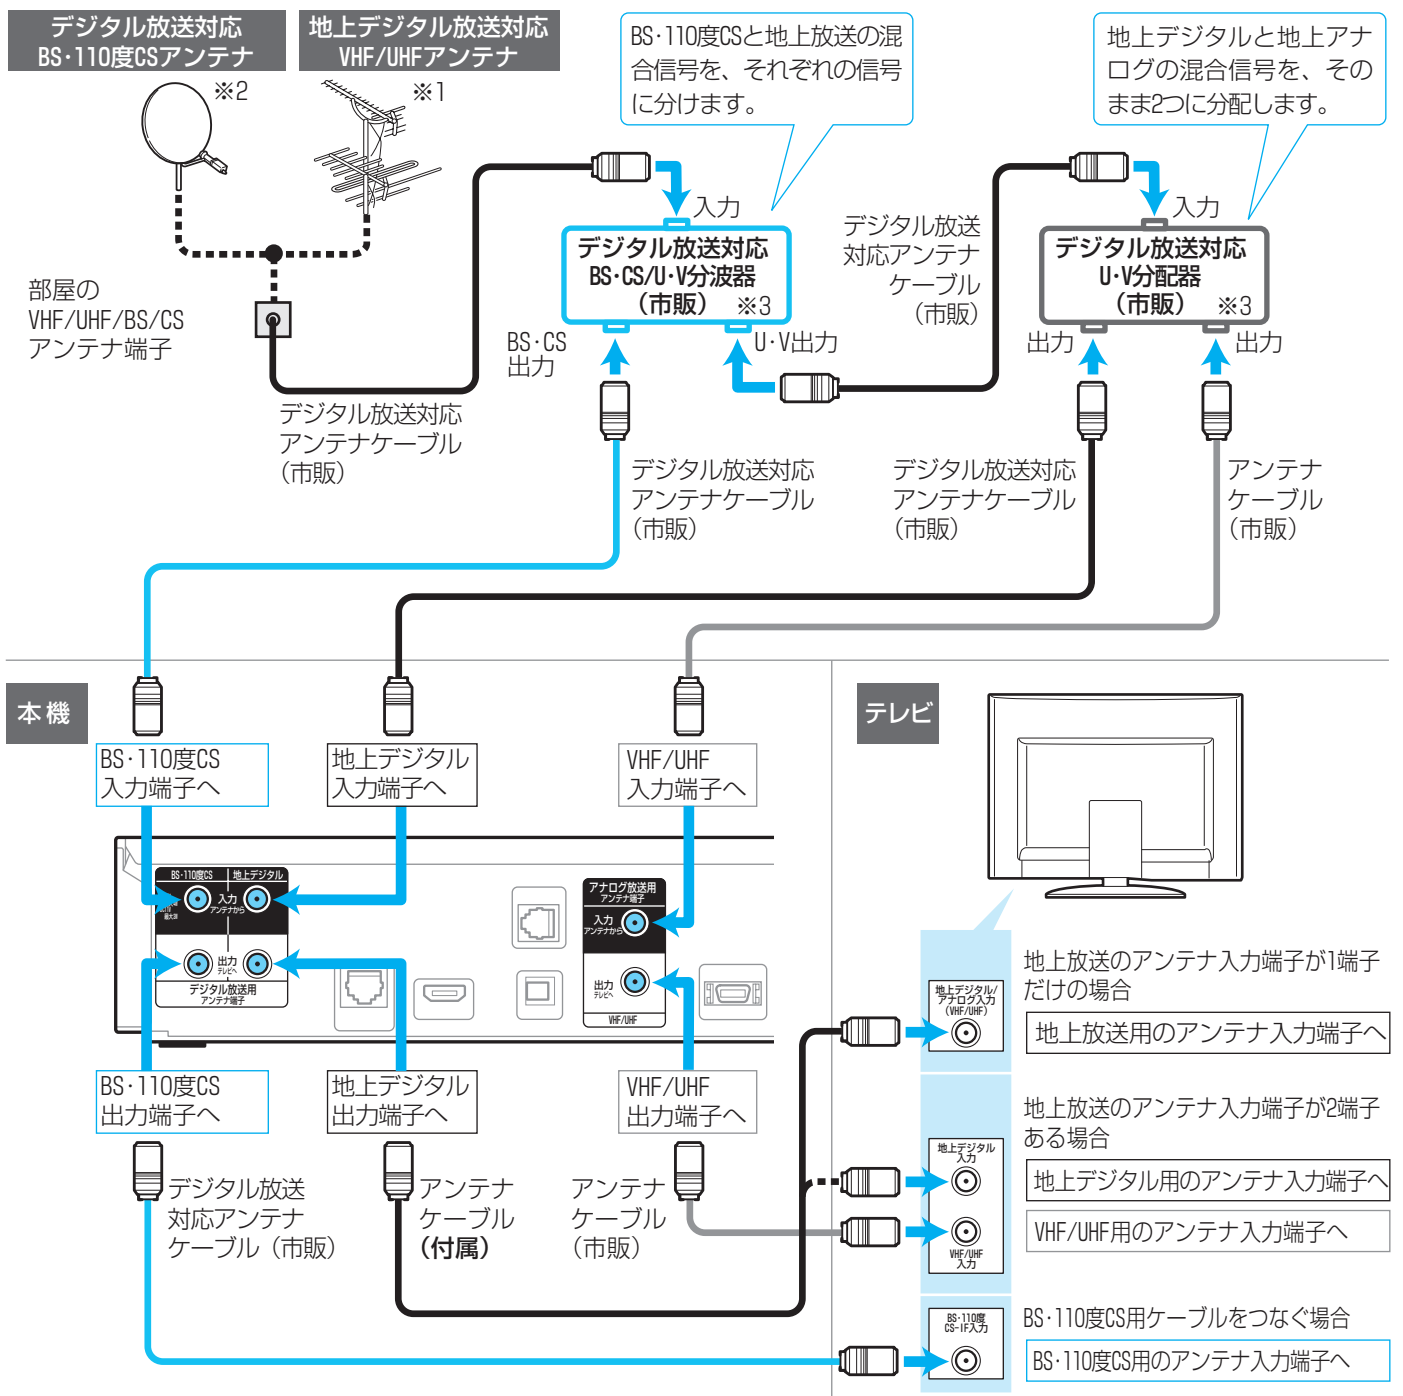 デジタル放送対応
BS・110度CSアンテナ
地上デジタル放送対応
VHF/UHFアンテナ
※2
※1
BS・110度CSと地上放送の混
合信号を、それぞれの信号
に分けます。
地上デジタルと地上アナ
ログの混合信号を、その
まま2つに分配します。
入力
デジタル放送対応
BS・CS/U・V分波器
（市販） ※3
BS・CS
出力
U・V出力
デジタル放送
対応アンテナ
ケーブル
（市販）
入力
デジタル放送対応
U・V分配器
（市販） ※3
出力
出力
部屋の
VHF/UHF/BS/CS
アンテナ端子
デジタル放送対応
アンテナケーブル
（市販）
デジタル放送対応
アンテナケーブル
（市販）
デジタル放送対応
アンテナケーブル
（市販）
アンテナ
ケーブル
（市販）
本機
BS・110度CS
入力端子へ
地上デジタル
入力端子へ
VHF/UHF
入力端子へ
BS・110度CS
地上デジタル
入力
アンテナから
出力
テレビへ
デジタル放送用
アンテナ端子
アナログ放送用
アンテナ端子
入力
アンテナから
出力
テレビへ
VHF/UHF
BS・110度CS
出力端子へ
地上デジタル
出力端子へ
VHF/UHF
出力端子へ
デジタル放送
対応アンテナ
ケーブル（市販）
アンテナ
ケーブル
（付属）
アンテナ
ケーブル
（市販）
テレビ
地上デジタル/
アナログ入力
（VHF/UHF）
地上放送のアンテナ入力端子が1端子
だけの場合
地上放送用のアンテナ入力端子へ
地上放送のアンテナ入力端子が2端子
ある場合
地上デジタル
入力
地上デジタル用のアンテナ入力端子へ
VHF/UHF用のアンテナ入力端子へ
VHF/UHF
入力
BS・110度
CS-IF入力
BS・110度CS用ケーブルをつなぐ場合
BS・110度CS用のアンテナ入力端子へ